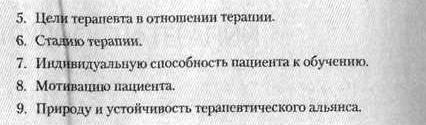 5. Цели терапевта в отношении терапии.
6. Стадию терапии.
7. Индивидуальную способность пациента к обучению.
8. Мотивацию пациента.
9. Природу и устойчивость терапевтического альянса.